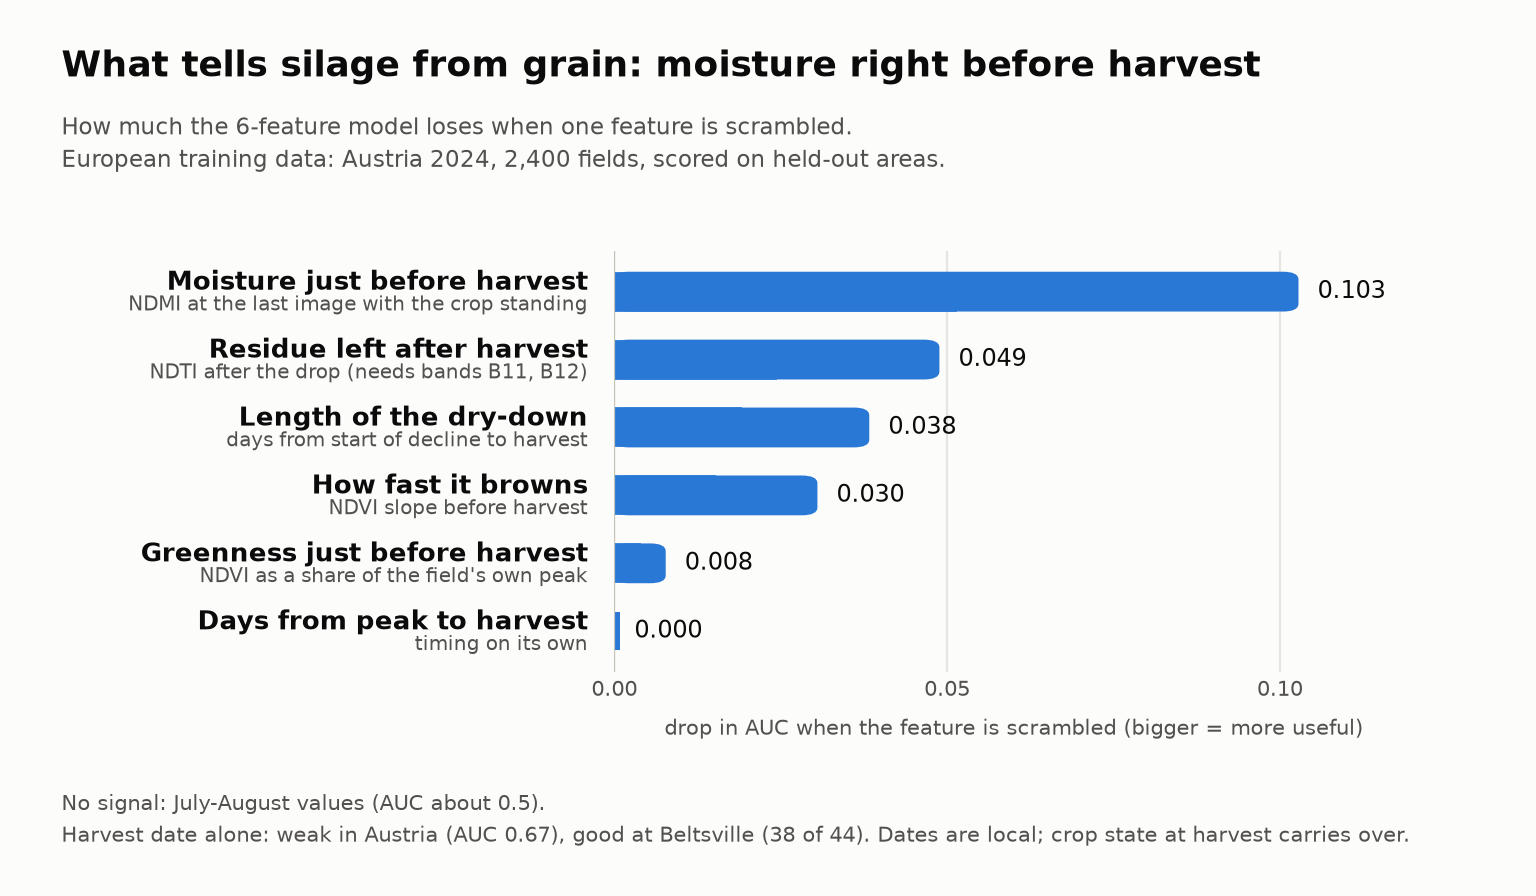 What tells silage from grain: moisture right before harvest
How much the 6-feature model loses when one feature is scrambled.
European training data: Austria 2024, 2,400 fields, scored on held-out areas.
Moisture just before harvest
NDMI at the last image with the crop standing
0.103
Residue left after harvest
NDTI after the drop (needs bands B11, B12)
0.049
Length of the dry-down
days from start of decline to harvest
0.038
How fast it browns
NDVI slope before harvest
0.030
Greenness just before harvest
NDVI as a share of the field's own peak
0.008
Days from peak to harvest
timing on its own
0.000
0.00 0.05 0.10
drop in AUC when the feature is scrambled (bigger = more useful)
No signal: July-August values (AUC about 0.5).
Harvest date alone: weak in Austria (AUC 0.67), good at Beltsville (38 of 44). Dates are local; crop state at harvest carries over.